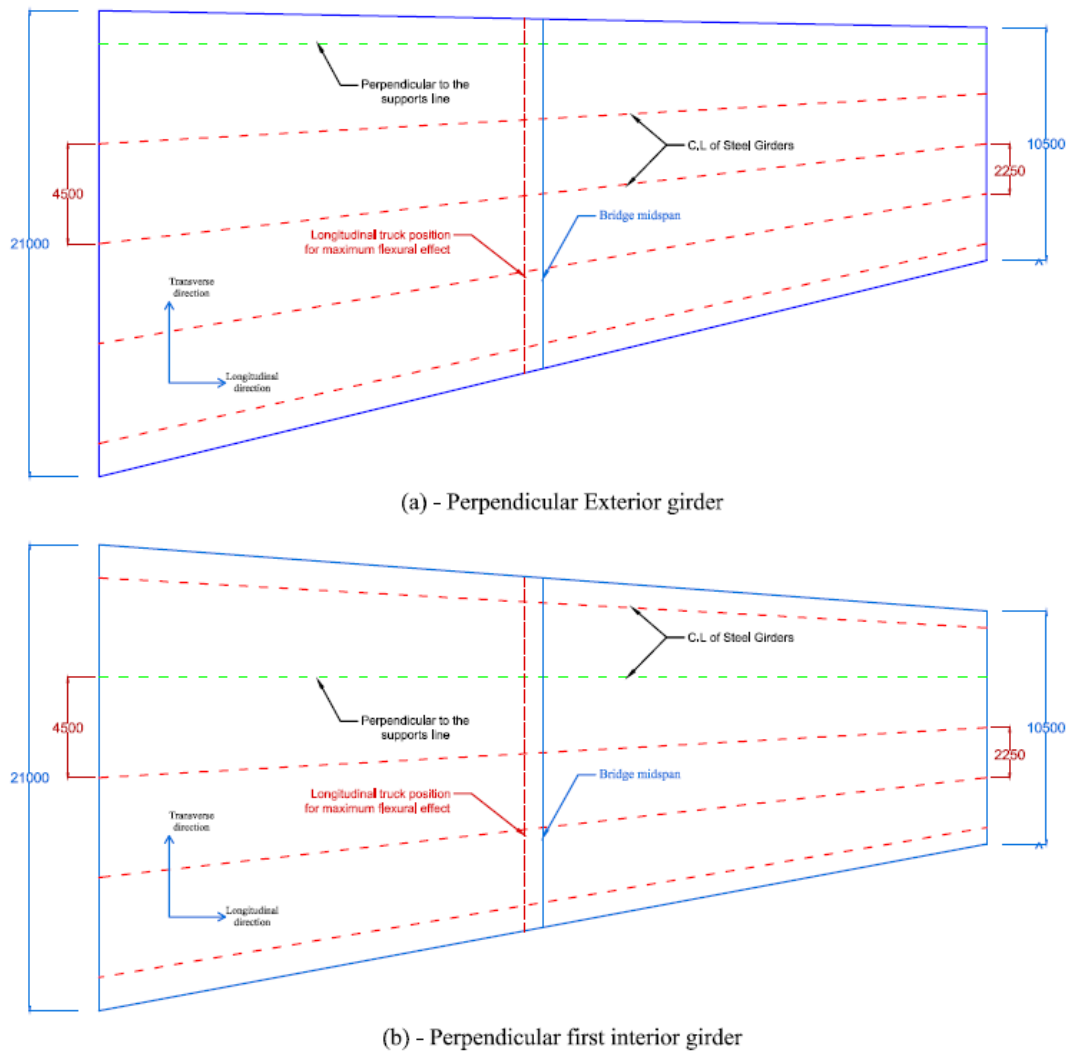 Perpendicular to the
supports line
C.L of Steel Girders
10500
4500
2250
21000
Longitudinal truck position
for maximum flexural effect
Bridge midspan
Transverse
direction
Longitudinal
direction
(a) - Perpendicular Exterior girder
C.L of Steel Girders
Perpendicular to the
supports line
4500
10500
2250
21000
Longitudinal truck position
for maximum flexural effect
Bridge midspan
Transverse
direction
Longitudinal
direction
(b) - Perpendicular first interior girder